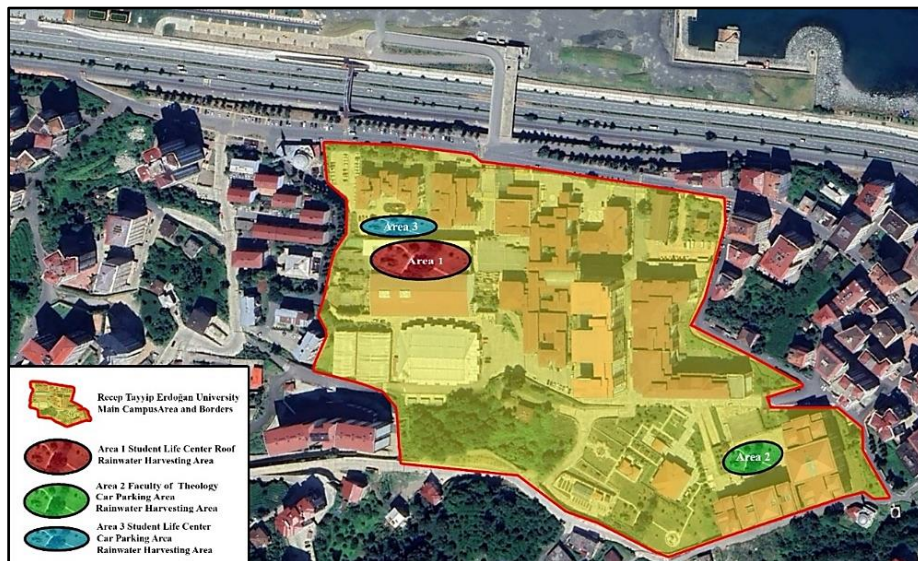 Area 3
Area 1
Area 2
Recep Tayyip Erdoğan University
Main CampusArea and Borders
Area 1 Student Life Center Roof
Rainwater Harvesting Area
Area 2 Faculty of Theology
Car Parking Area
Rainwater Harvesting Area
Area 3 Student Life Center
Car Parking Area
Rainwater Harvesting Area